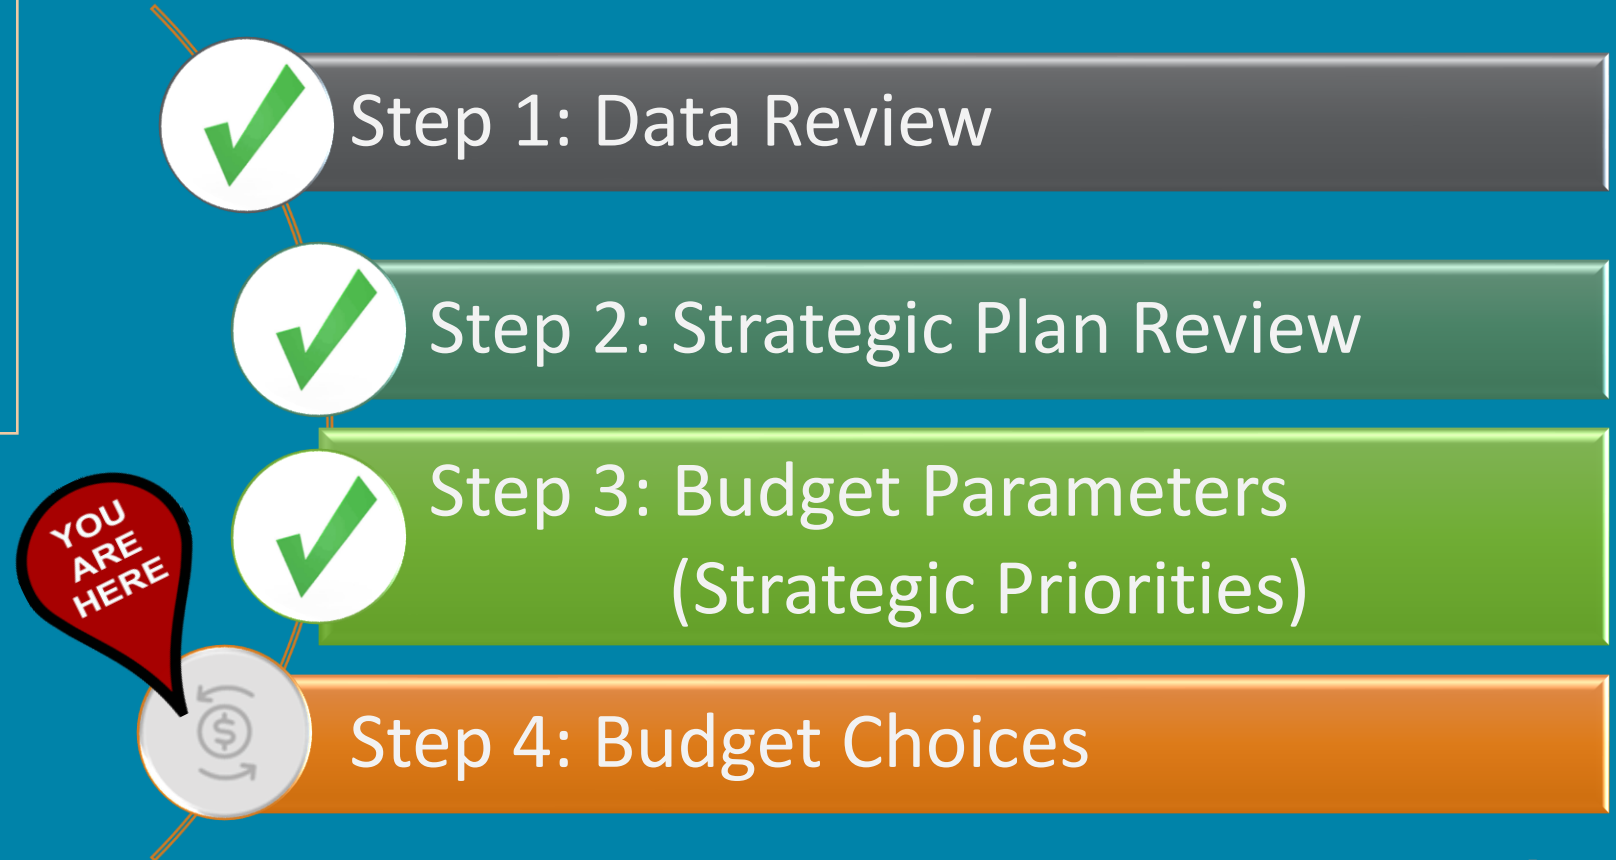 Step 1: Data Review
Step 2: Strategic Plan Review
Step 3: Budget Parameters
(Strategic Priorities)
YOU
ARE
HERE
$
Step 4: Budget Choices